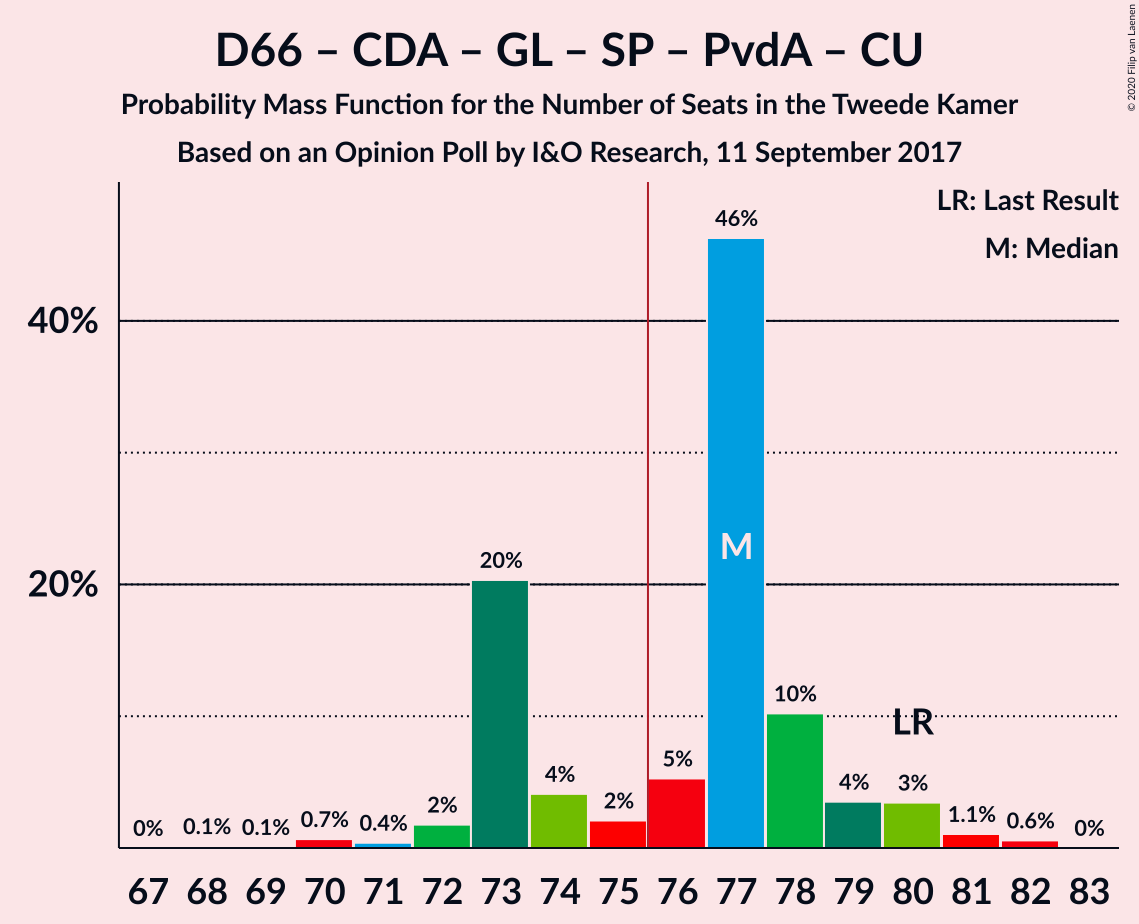 D66 – CDA – GL – SP – PvdA – CU
Probability Mass Function for the Number of Seats in the Tweede Kamer
Based on an Opinion Poll by I&O Research, 11 September 2017
© 2020 Filip van Laenen
LR: Last Result
M: Median
46%
40%
M
20%
20%
10%
LR
5%
4%
4%
3%
2%
2%
1.1%
0.7%
0.6%
0.4%
0%
0.1%
0.1%
0%
67 68 69 70 71 72 73 74 75 76 77 78 79 80 81 82 83